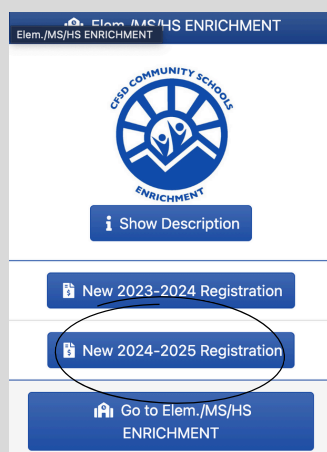 Elem./MS/HS ENRICHMENT
Elem./MS/HS ENRICHMENT
CFSD COMMUNITY SCHOOLS
ENRICHMENT
Show Description
New 2023-2024 Registration
New 2024-2025 Registration
Go to Elem./MS/HS
ENRICHMENT